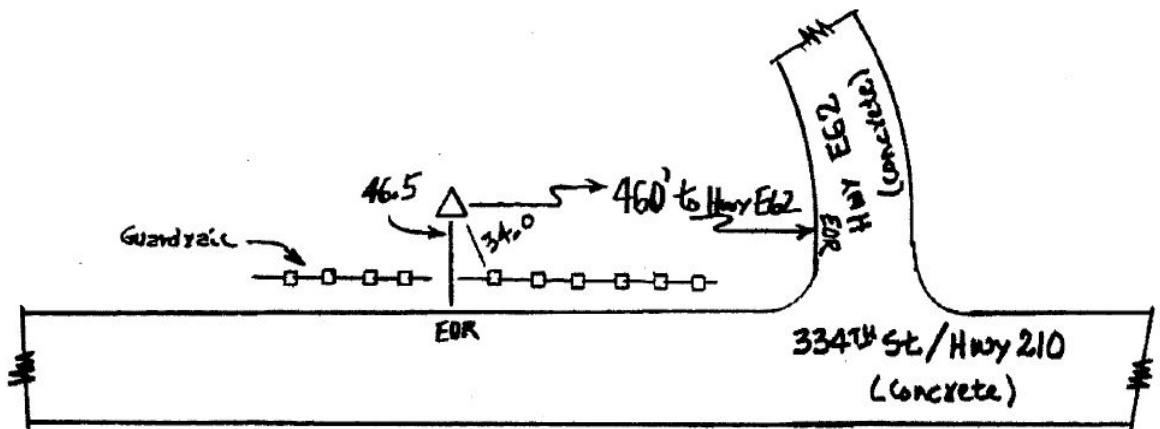 HWY E62
(concrete)
EOR
46.5
460' to Hwy E62
34.0
Guardrail
EOR
334TH St/Hwy 210
(concrete)